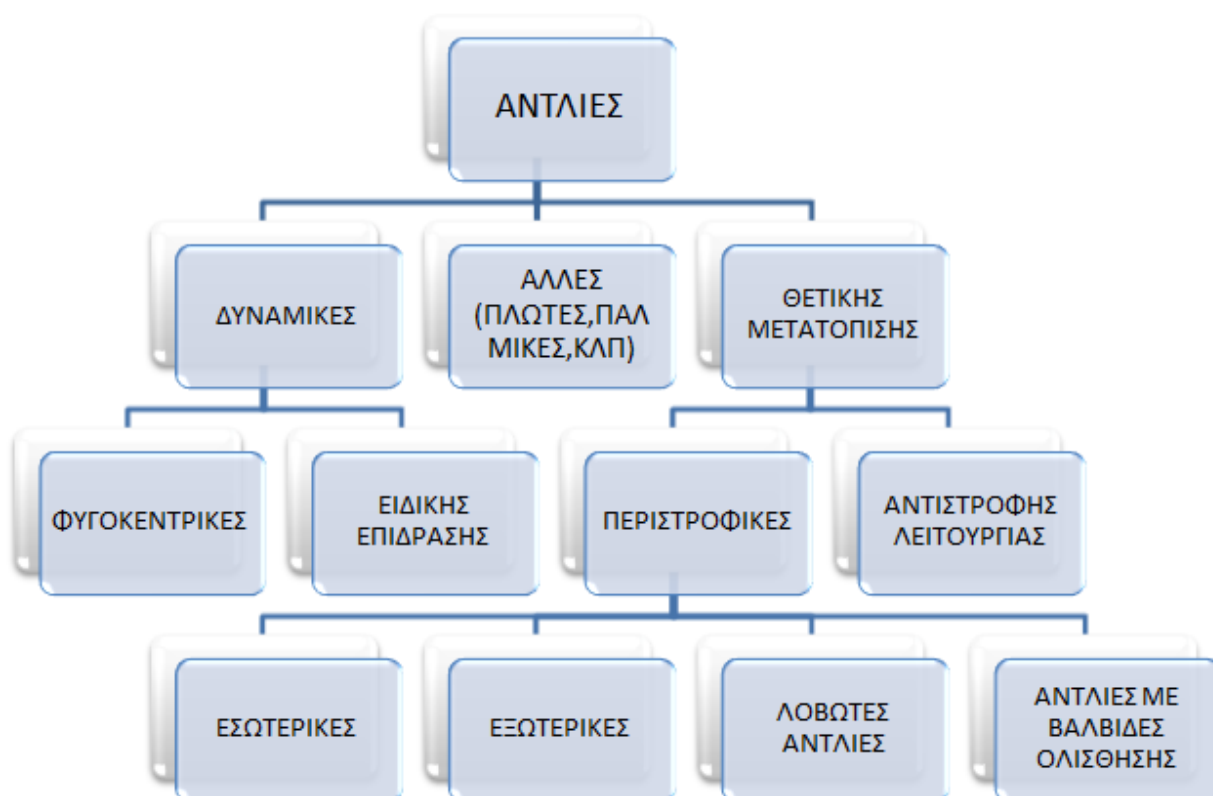 ΑΝΤΛΙΕΣ
ΔΥΝΑΜΙΚΕΣ
ΑΛΛΕΣ
(ΠΛΩΤΕΣ,ΠΑΛ
ΜΙΚΕΣ,ΚΛΠ)
ΘΕΤΙΚΗΣ
ΜΕΤΑΤΟΠΙΣΗΣ
ΦΥΓΟΚΕΝΤΡΙΚΕΣ
ΕΙΔΙΚΗΣ
ΕΠΙΔΡΑΣΗΣ
ΠΕΡΙΣΤΡΟΦΙΚΕΣ
ΑΝΤΙΣΤΡΟΦΗΣ
ΛΕΙΤΟΥΡΓΙΑΣ
ΕΣΩΤΕΡΙΚΕΣ
ΕΞΩΤΕΡΙΚΕΣ
ΛΟΒΩΤΕΣ
ΑΝΤΛΙΕΣ
ΑΝΤΛΙΕΣ ΜΕ
ΒΑΛΒΙΔΕΣ
ΟΛΙΣΘΗΣΗΣ